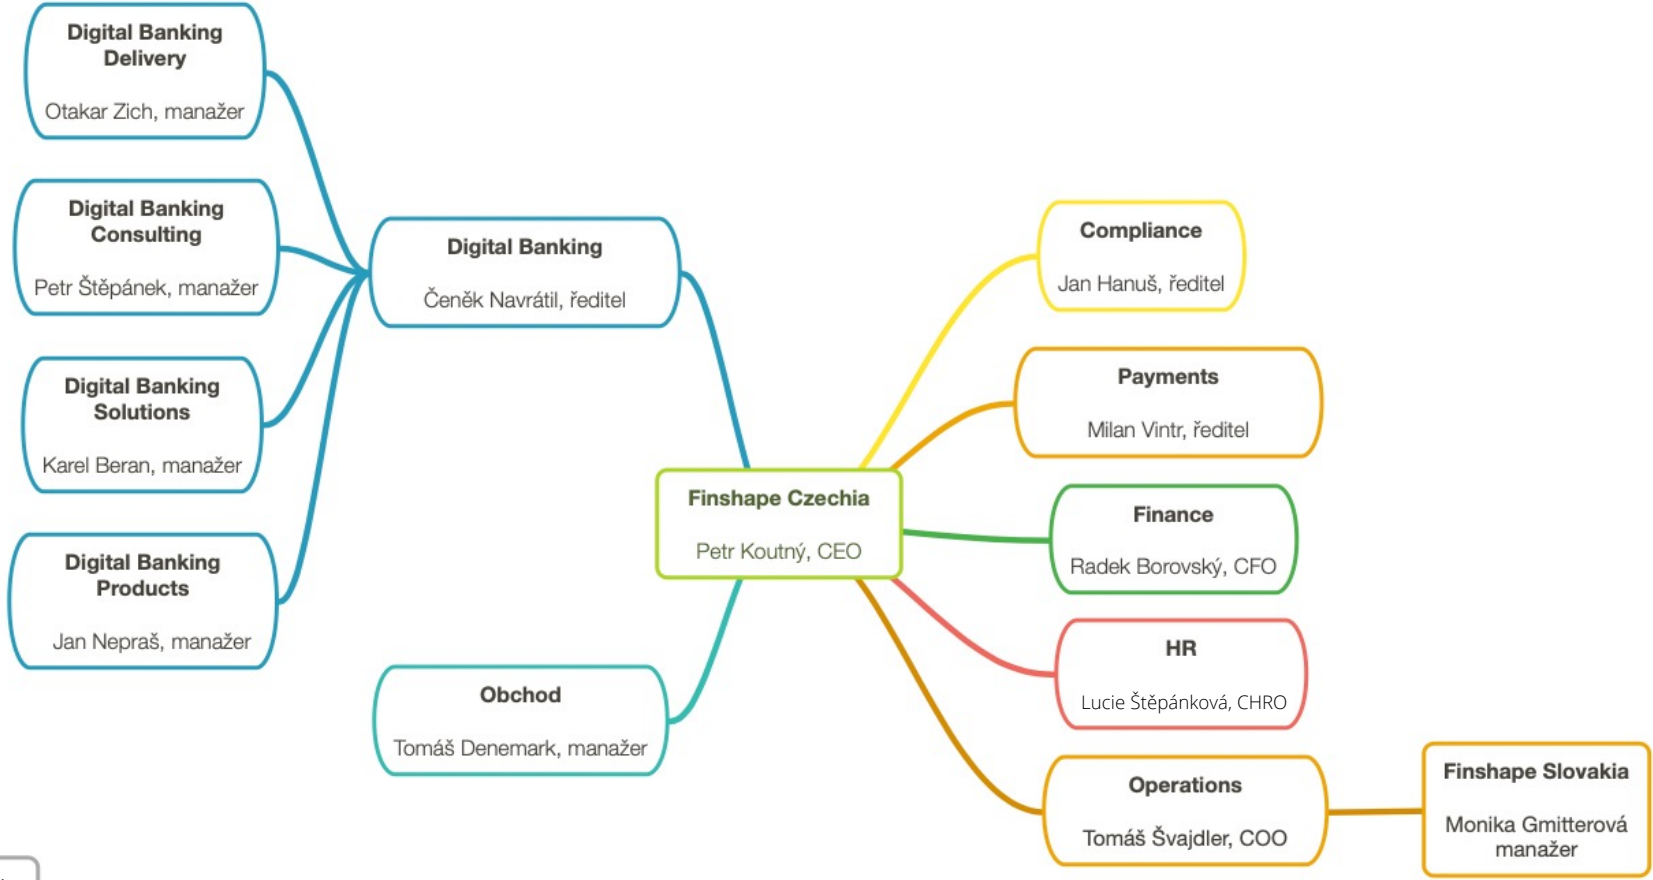 Digital Banking
Delivery
Otakar Zich, manažer
Digital Banking
Consulting
Petr Štěpánek, manažer
Digital Banking
Solutions
Karel Beran, manažer
Digital Banking
Products
Jan Nepraš, manažer
Digital Banking
Čeněk Navrátil, ředitel
Finshape Czechia
Petr Koutný, CEO
Obchod
Tomáš Denemark, manažer
Compliance
Jan Hanuš, ředitel
Payments
Milan Vintr, ředitel
Finance
Radek Borovský, CFO
HR
Lucie Štěpánková, CHRO
Operations
Tomáš Švajdler, COO
Finshape Slovakia
Monika Gmitterová
manažer